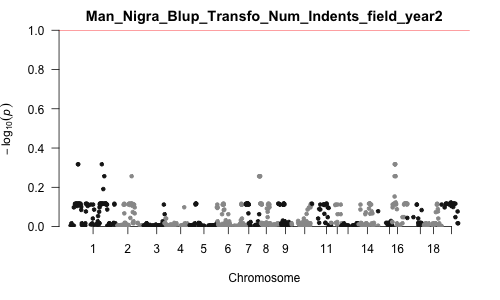 Man_Nigra_Blup_Transfo_Num_Indents_field_year2
1.0
0.8
0.6
0.4
0.2
0.0
− log10(p)
1 2 3 4 5 6 7 8 9 11 14 16 18
Chromosome